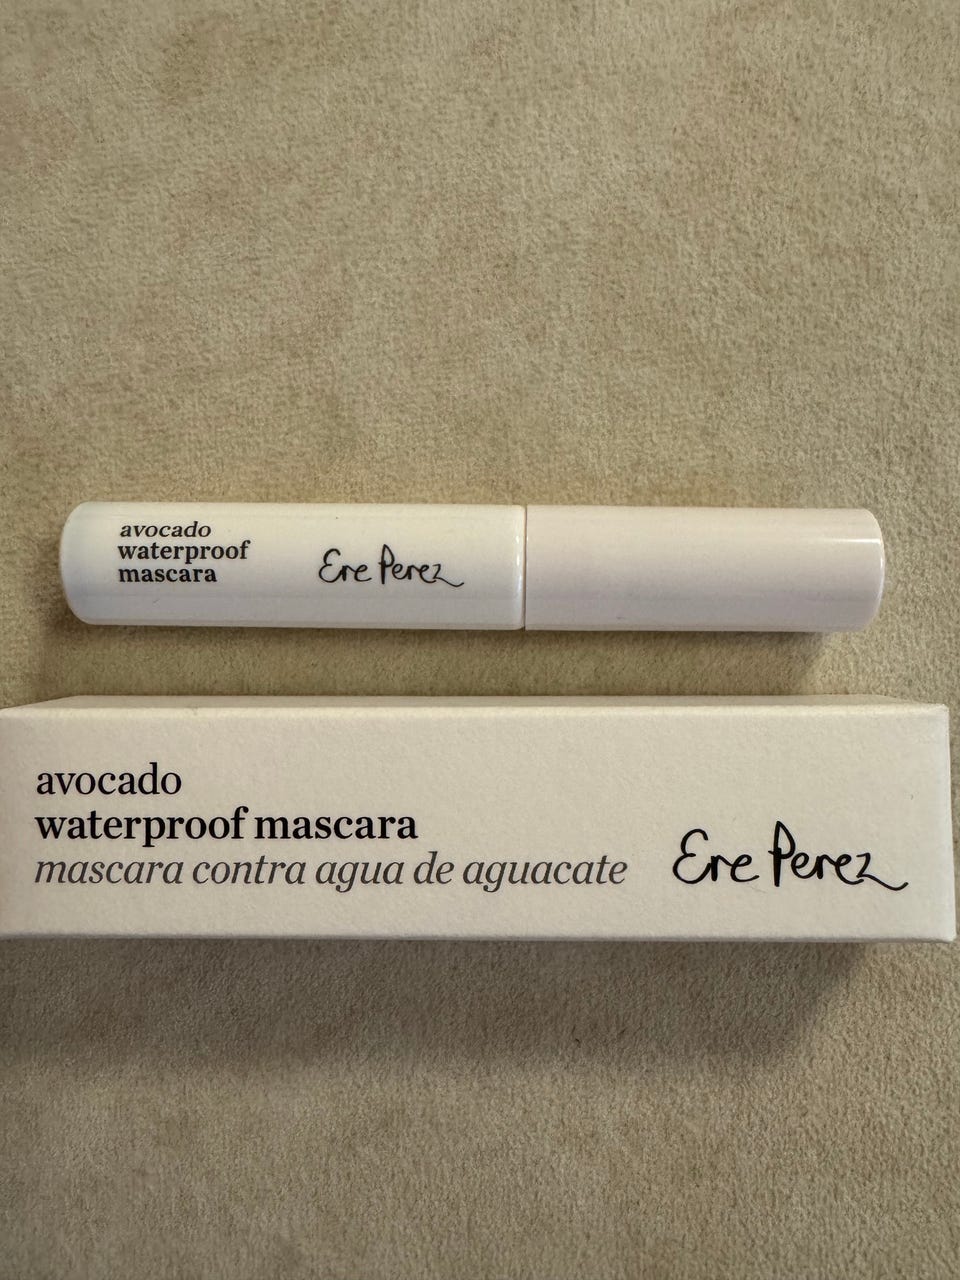 avocado
waterproof
mascara
Ere Perez
avocado
waterproof mascara
mascara contra agua de aguacate
Ere Perez